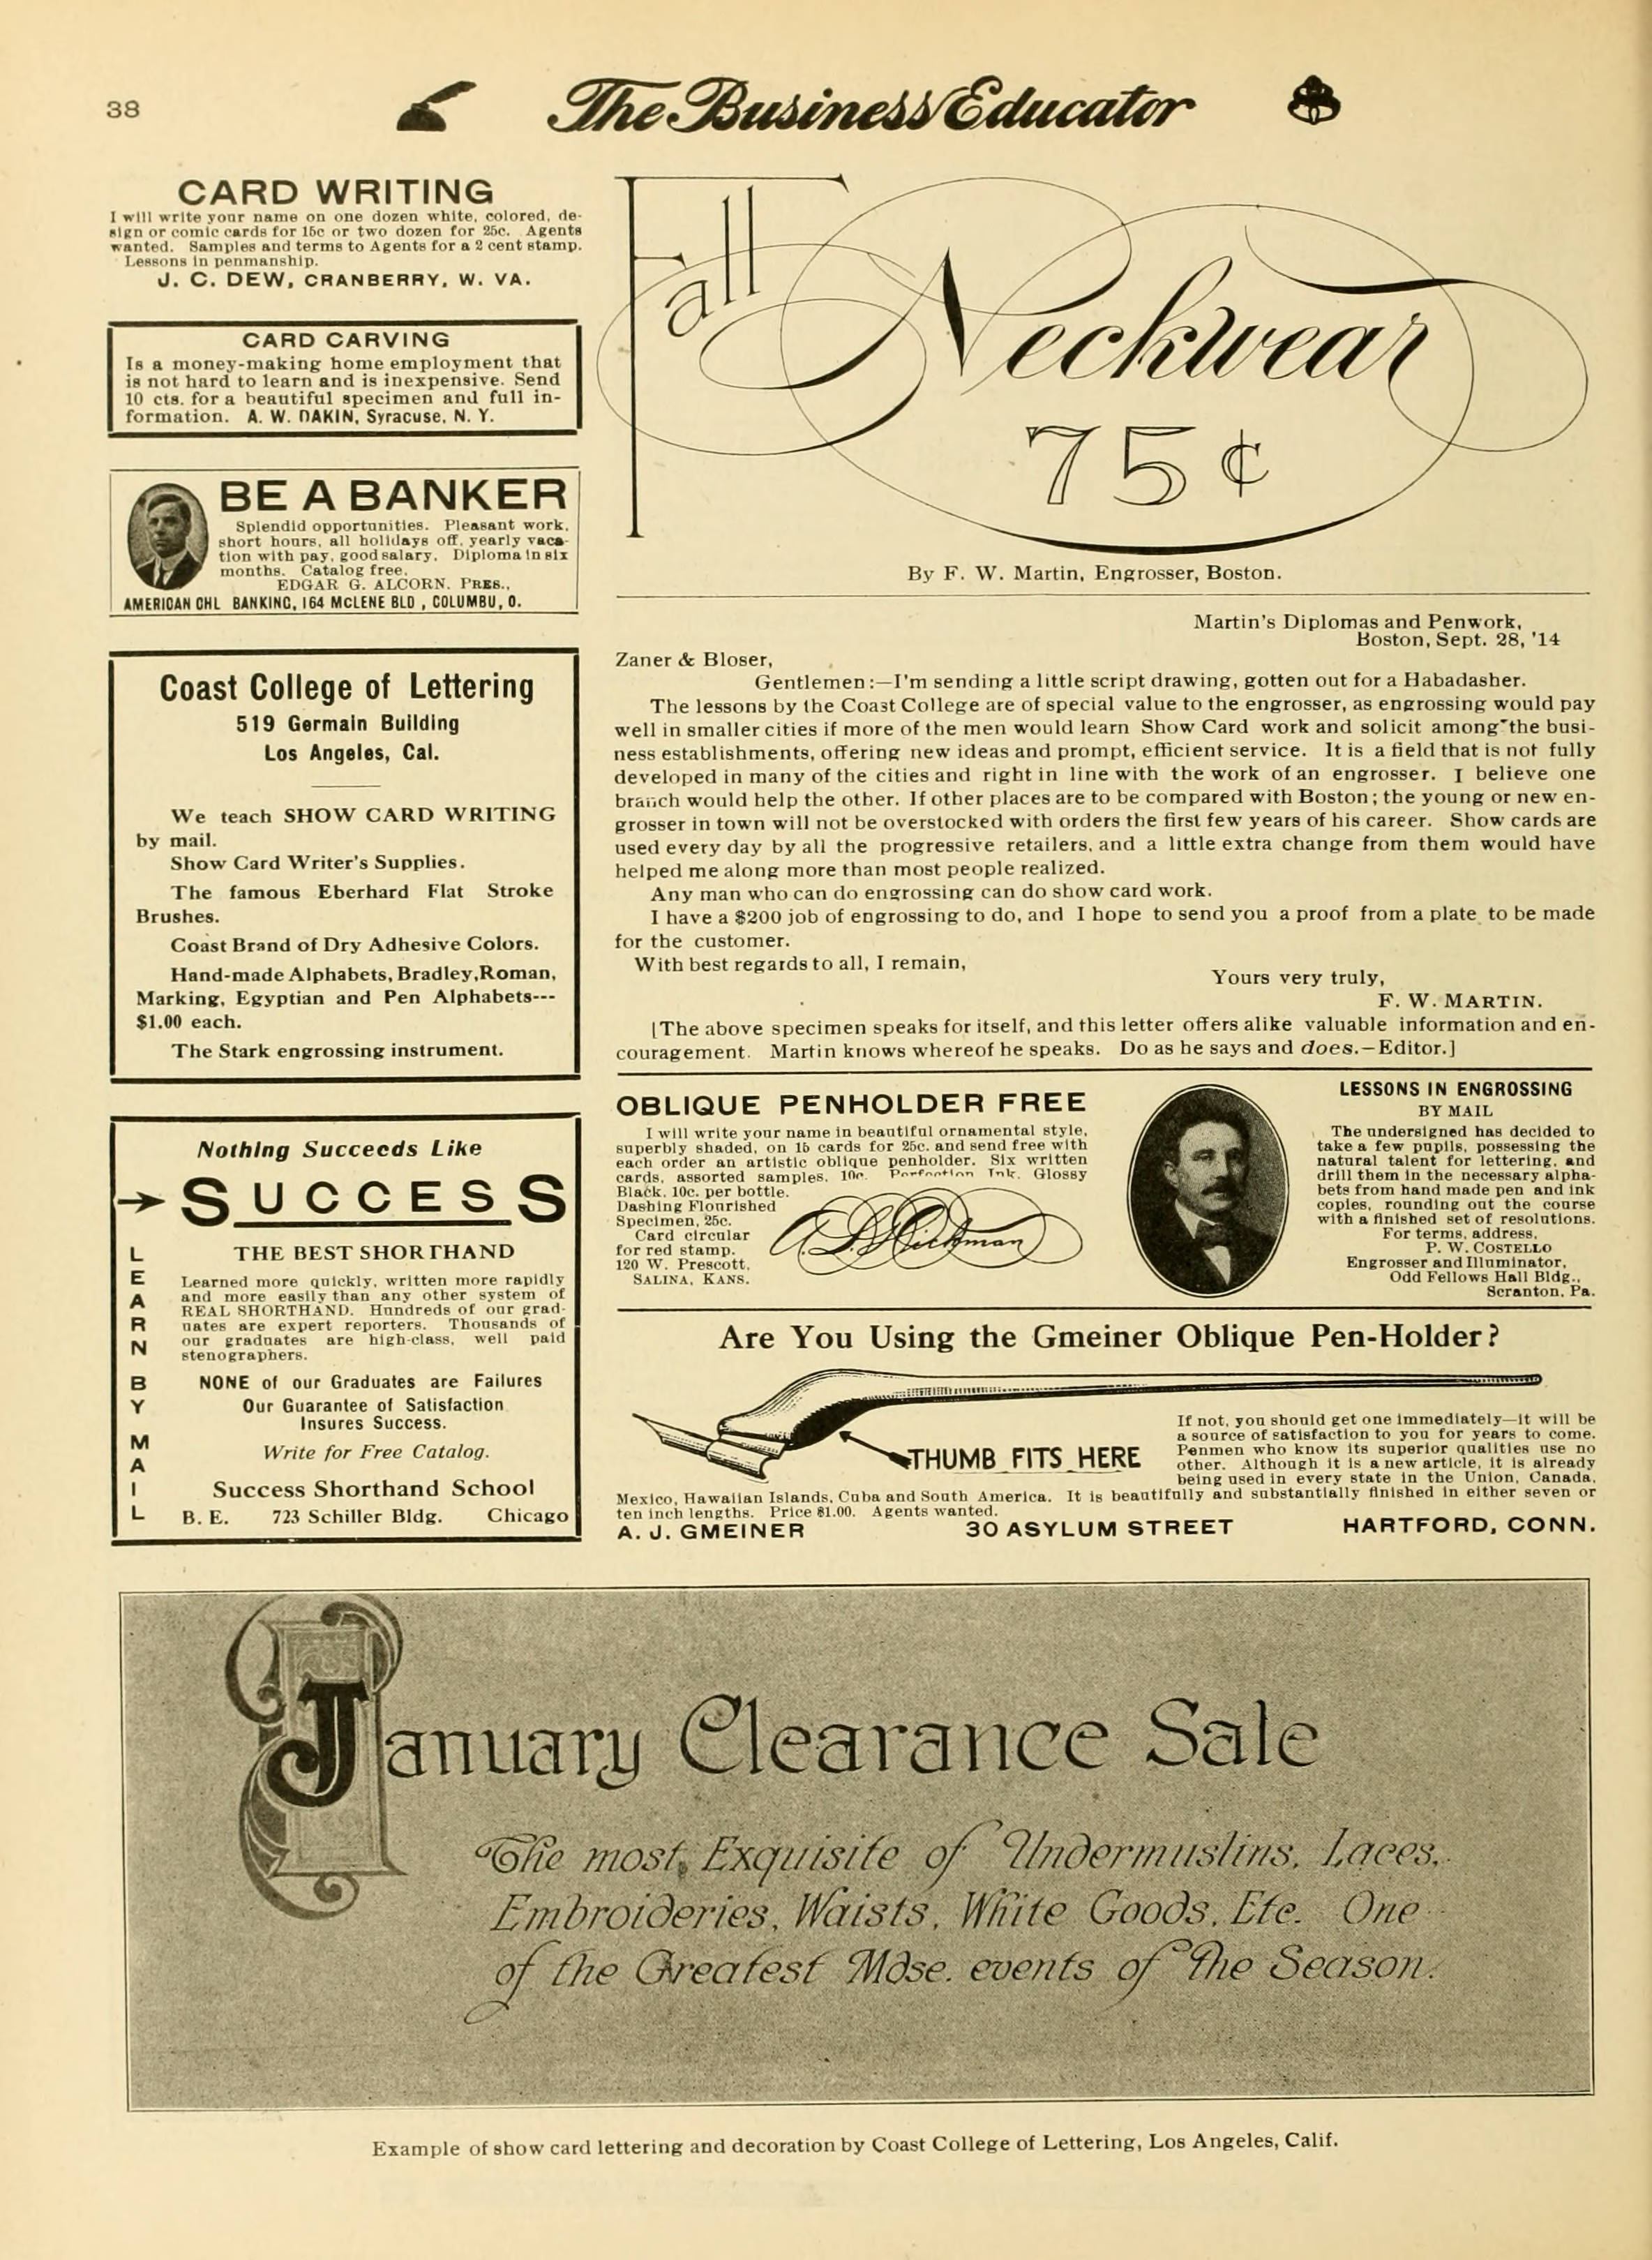 38
The Business Educator
CARD WRITING
I will write your name on one dozen white, colored, de-
sign or comic cards for 15c or two dozen for 25c. Agents
wanted. Samples and terms to Agents for a 2 cent stamp.
Lessons in penmanship.
J. C. DEW, CRANBERRY, W. VA.
CARD CARVING
Is a money-making home employment that
is not hard to learn and is inexpensive. Send
10 cts. for a beautiful specimen and full in-
formation. A. W. DAKIN, Syracuse, N. Y.
BE A BANKER
Splendid opportunities. Pleasant work,
short hours, all holidays off, yearly vaca-
tion with pay, good salary. Diploma in six
months. Catalog free.
EDGAR G. ALCORN. PRES.,
AMERICAN CHL BANKING, 164 MCLENE BLD , COLUMBU, O.
Coast College of Lettering
519 Germain Building
Los Angeles, Cal.
We teach SHOW CARD WRITING
by mail.
Show Card Writer's Supplies.
The famous Eberhard Flat Stroke
Brushes.
Coast Brand of Dry Adhesive Colors.
Hand-made Alphabets, Bradley, Roman,
Marking, Egyptian and Pen Alphabets---
$1.00 each.
The Stark engrossing instrument.
Nothing Succeeds Like
SUCCESS
LEARN BY MAIL
THE BEST SHORTHAND
Learned more quickly, written more rapidly
and more easily than any other system of
REAL SHORTHAND. Hundreds of our grad-
uates are expert reporters. Thousands of
our graduates are high-class, well paid
stenographers.
NONE of our Graduates are Failures
Our Guarantee of Satisfaction
Insures Success.
Write for Free Catalog.
Success Shorthand School
B. E. 723 Schiller Bldg. Chicago
Fall Neckwear
75¢
By F. W. Martin, Engrosser, Boston.
Martin's Diplomas and Penwork,
Boston, Sept. 28, '14
Zaner & Bloser,
Gentlemen:—I'm sending a little script drawing, gotten out for a Habadasher.
The lessons by the Coast College are of special value to the engrosser, as engrossing would pay
well in smaller cities if more of the men would learn Show Card work and solicit among the busi-
ness establishments, offering new ideas and prompt, efficient service. It is a field that is not fully
developed in many of the cities and right in line with the work of an engrosser. I believe one
branch would help the other. If other places are to be compared with Boston; the young or new en-
grosser in town will not be overstocked with orders the first few years of his career. Show cards are
used every day by all the progressive retailers, and a little extra change from them would have
helped me along more than most people realized.
Any man who can do engrossing can do show card work.
I have a $200 job of engrossing to do, and I hope to send you a proof from a plate to be made
for the customer.
With best regards to all, I remain,
Yours very truly,
F. W. MARTIN.
[The above specimen speaks for itself, and this letter offers alike valuable information and en-
couragement. Martin knows whereof he speaks. Do as he says and does.—Editor.]
OBLIQUE PENHOLDER FREE
I will write your name in beautiful ornamental style,
superbly shaded, on 15 cards for 25c. and send free with
each order an artistic oblique penholder. Six written
cards, assorted samples, 10c. Perfection Ink, Glossy
Black, 10c. per bottle.
Dashing Flourished
Specimen, 25c.
Card circular
for red stamp.
120 W. Prescott,
SALINA, KANS.
LESSONS IN ENGROSSING
BY MAIL
The undersigned has decided to
take a few pupils, possessing the
natural talent for lettering, and
drill them in the necessary alpha-
bets from hand made pen and ink
copies, rounding out the course
with a finished set of resolutions.
For terms, address,
P. W. COSTELLO
Engrosser and Illuminator,
Odd Fellows Hall Bldg.,
Scranton, Pa.
Are You Using the Gmeiner Oblique Pen-Holder?
THUMB FITS HERE
If not, you should get one immediately—it will be
a source of satisfaction to you for years to come.
Penmen who know its superior qualities use no
other. Although it is a new article, it is already
being used in every state in the Union, Canada,
Mexico, Hawaiian Islands, Cuba and South America. It is beautifully and substantially finished in either seven or
ten inch lengths. Price $1.00. Agents wanted.
A. J. GMEINER 30 ASYLUM STREET HARTFORD, CONN.
January Clearance Sale
The most Exquisite of Undermuslins, Laces,
Embroideries, Waists, White Goods, Etc. One
of the Greatest Mdse. events of the Season.
Example of show card lettering and decoration by Coast College of Lettering, Los Angeles, Calif.